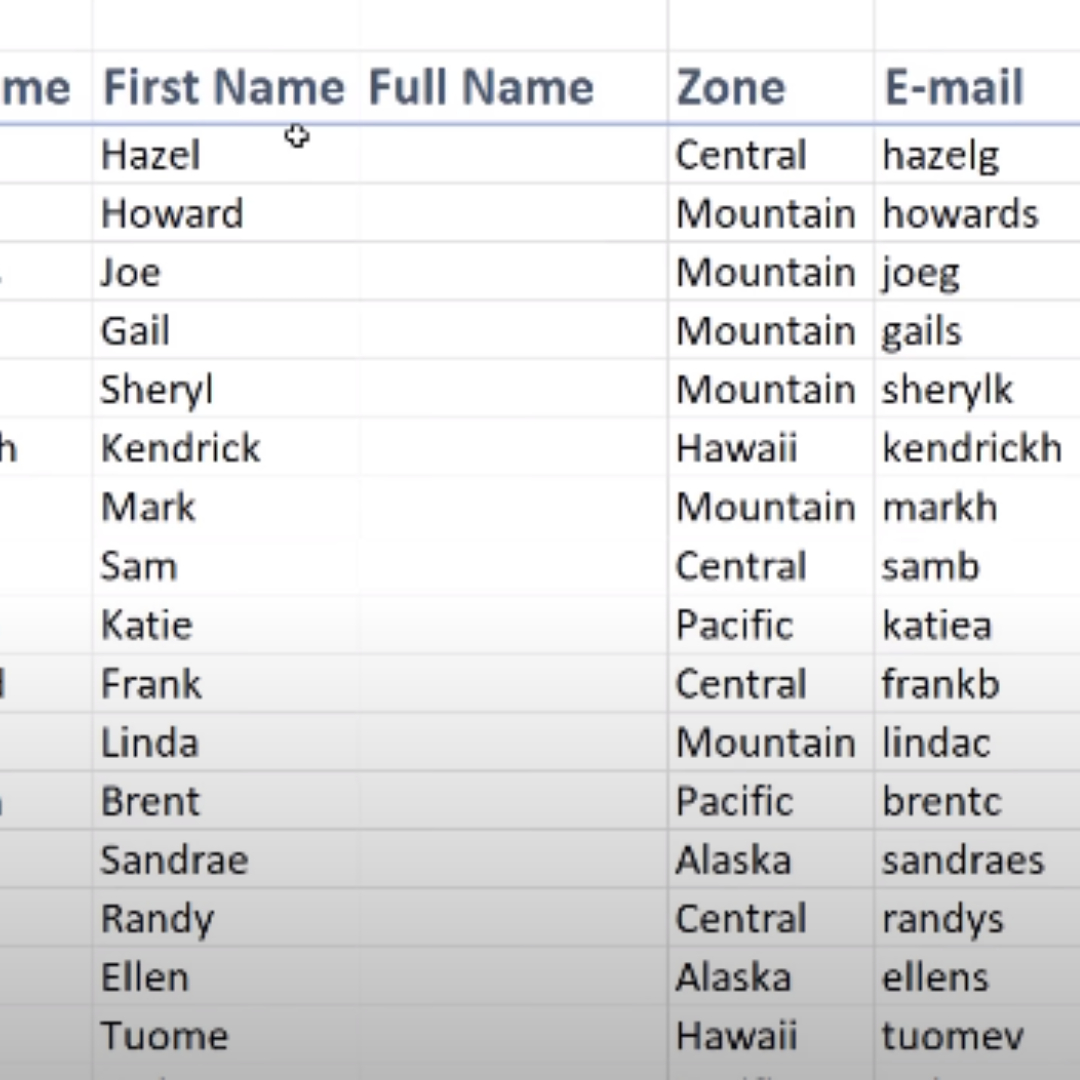 me First Name Full Name Zone E-mail
Hazel Central hazelg
Howard Mountain howards
Joe Mountain joeg
Gail Mountain gails
Sheryl Mountain sherylk
h Kendrick Hawaii kendrickh
Mark Mountain markh
Sam Central samb
Katie Pacific katiea
Frank Central frankb
Linda Mountain lindac
Brent Pacific brentc
Sandrae Alaska sandraes
Randy Central randys
Ellen Alaska ellens
Tuome Hawaii tuomev